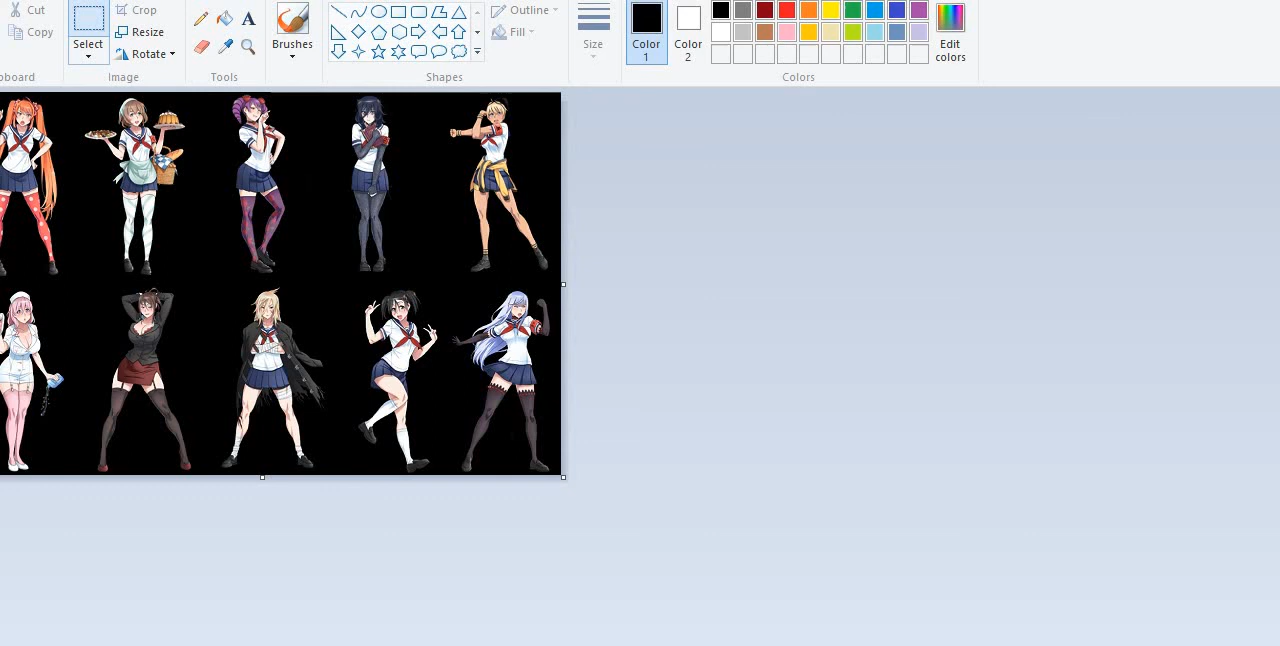 Cut
Copy
oboard
Select
Crop
Resize
Rotate
Image
A
Tools
Brushes
Outline
Fill
Shapes
Size
Color
1
Color
2
Edit
colors
Colors